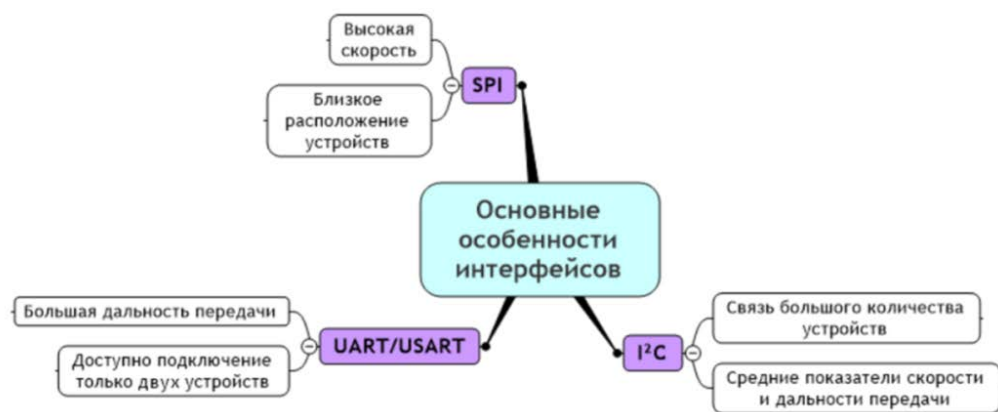 Высокая
скорость
SPI
Близкое
расположение
устройств
Основные
особенности
интерфейсов
Большая дальность передачи
UART/USART
Доступно подключение
только двух устройств
Связь большого количества
устройств
I²C
Средние показатели скорости
и дальности передачи